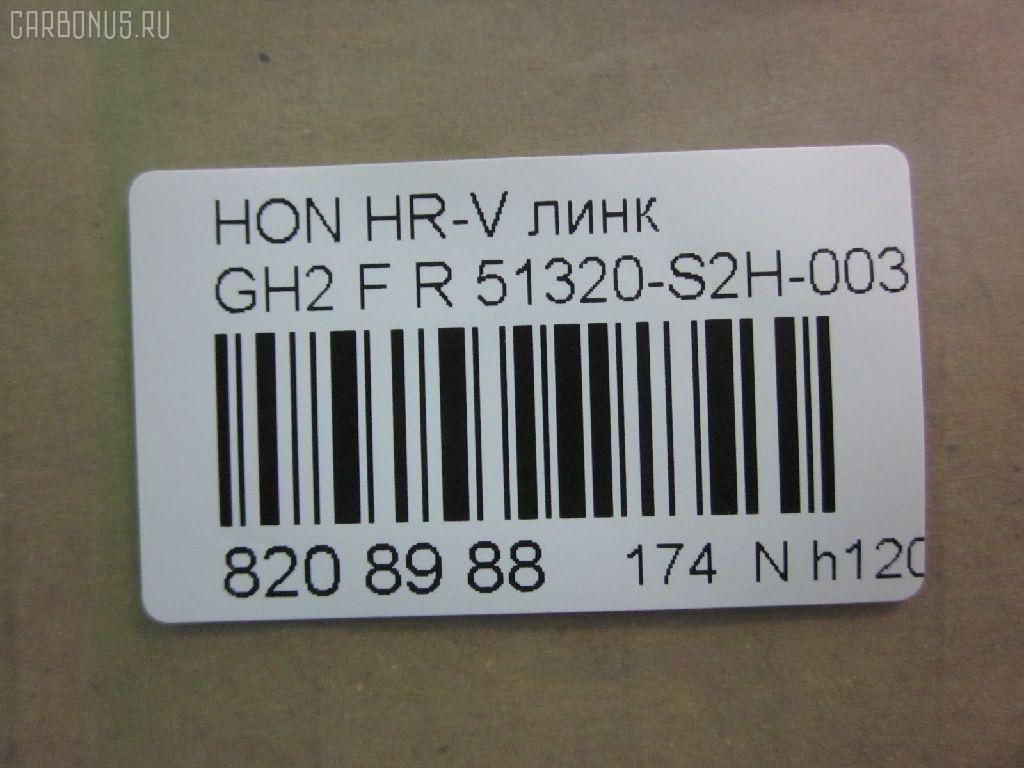 CARBONUS.RU
HON HR-V линк
GH2 F R 51320-S2H-003
820 89 88 174 N h120